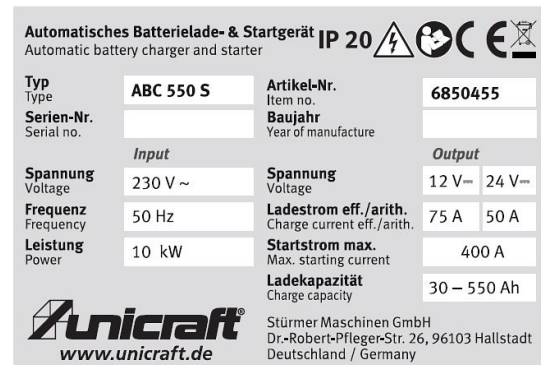 Automatisches Batterielade- & Startgerät
Automatic battery charger and starter
IP 20
CE
Typ
Type
ABC 550 S
Artikel-Nr.
Item no.
6850455
Serien-Nr.
Serial no.
Baujahr
Year of manufacture
Input
Output
Spannung
Voltage
230 V ~
Spannung
Voltage
12 V⎓ 24 V⎓
Frequenz
Frequency
50 Hz
Ladestrom eff./arith.
Charge current eff./arith.
75 A 50 A
Leistung
Power
10 kW
Startstrom max.
Max. starting current
400 A
Ladekapazität
Charge capacity
30 – 550 Ah
unicraft®
www.unicraft.de
Stürmer Maschinen GmbH
Dr.-Robert-Pfleger-Str. 26, 96103 Hallstadt
Deutschland / Germany